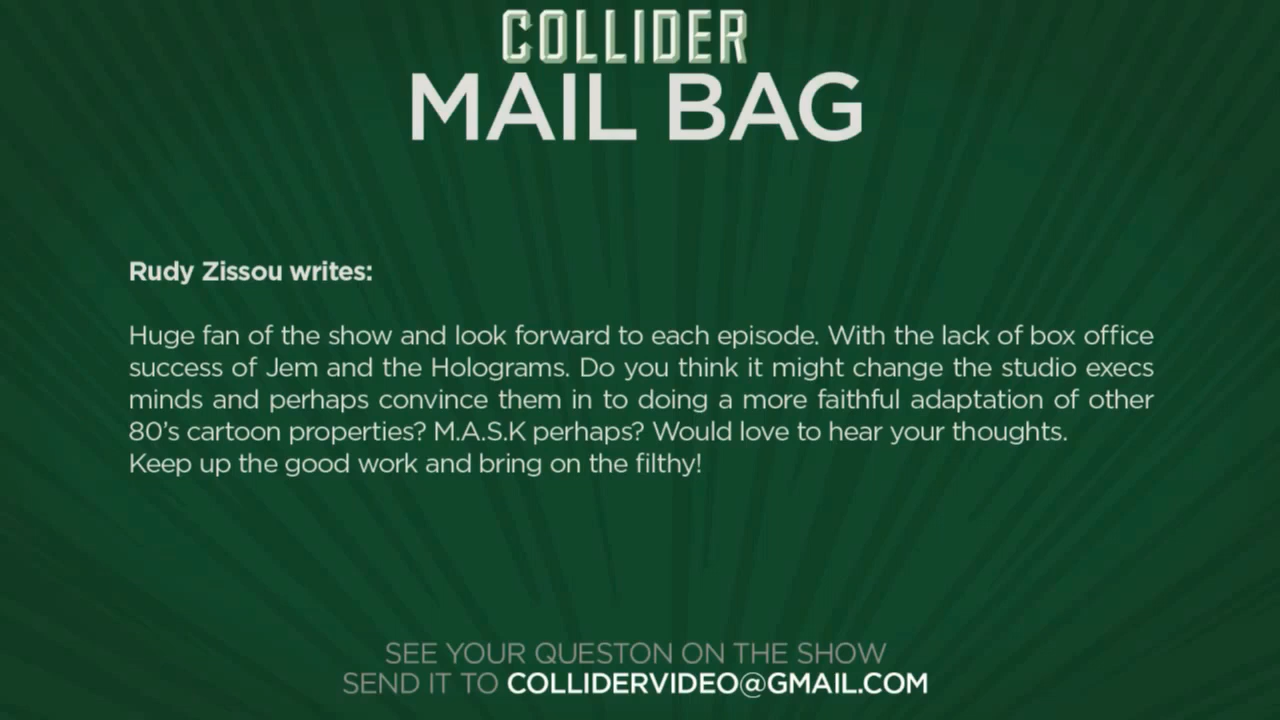 COLLIDER
MAIL BAG
Rudy Zissou writes:
Huge fan of the show and look forward to each episode. With the lack of box office
success of Jem and the Holograms. Do you think it might change the studio execs
minds and perhaps convince them in to doing a more faithful adaptation of other
80's cartoon properties? M.A.S.K perhaps? Would love to hear your thoughts.
Keep up the good work and bring on the filthy!
SEE YOUR QUESTON ON THE SHOW
SEND IT TO COLLIDERVIDEO@GMAIL.COM